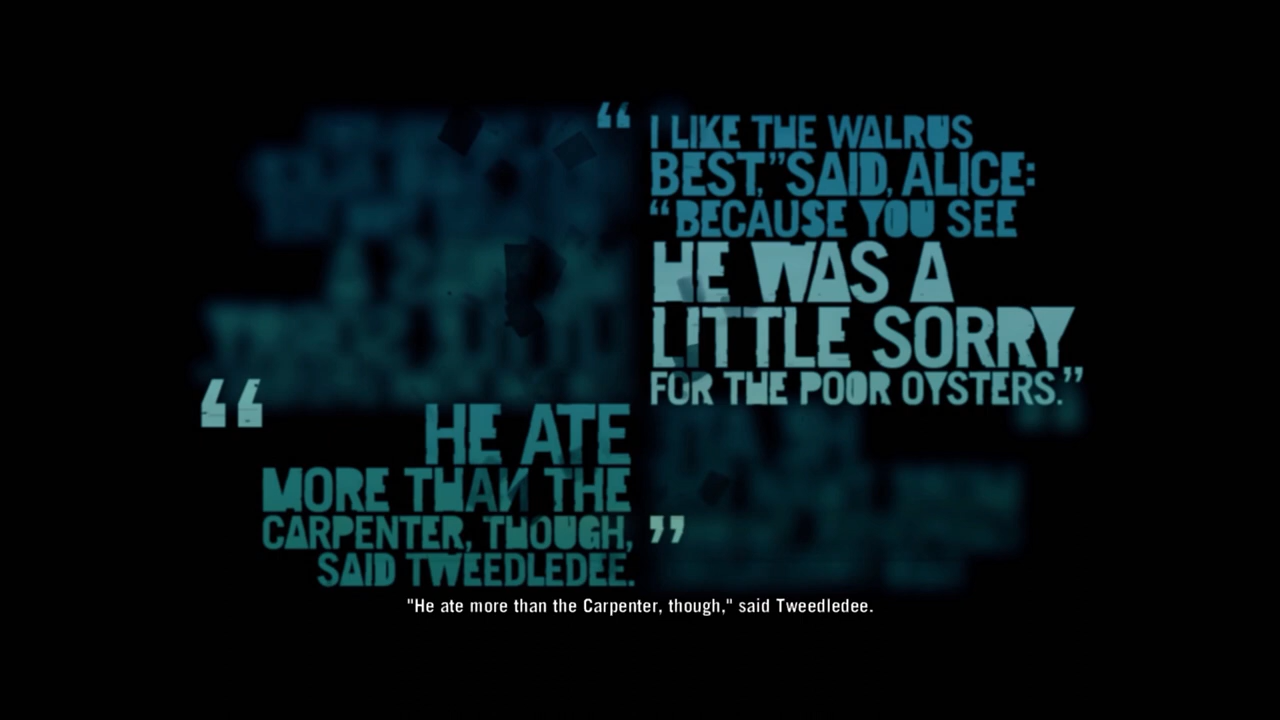 “I LIKE THE WALRUS
BEST,”SAID, ALICE:
“BECAUSE YOU SEE
HE WAS A
LITTLE SORRY
FOR THE POOR OYSTERS.”
“HE ATE
MORE THAN THE
CARPENTER, THOUGH,”
SAID TWEEDLEDEE.
"He ate more than the Carpenter, though," said Tweedledee.